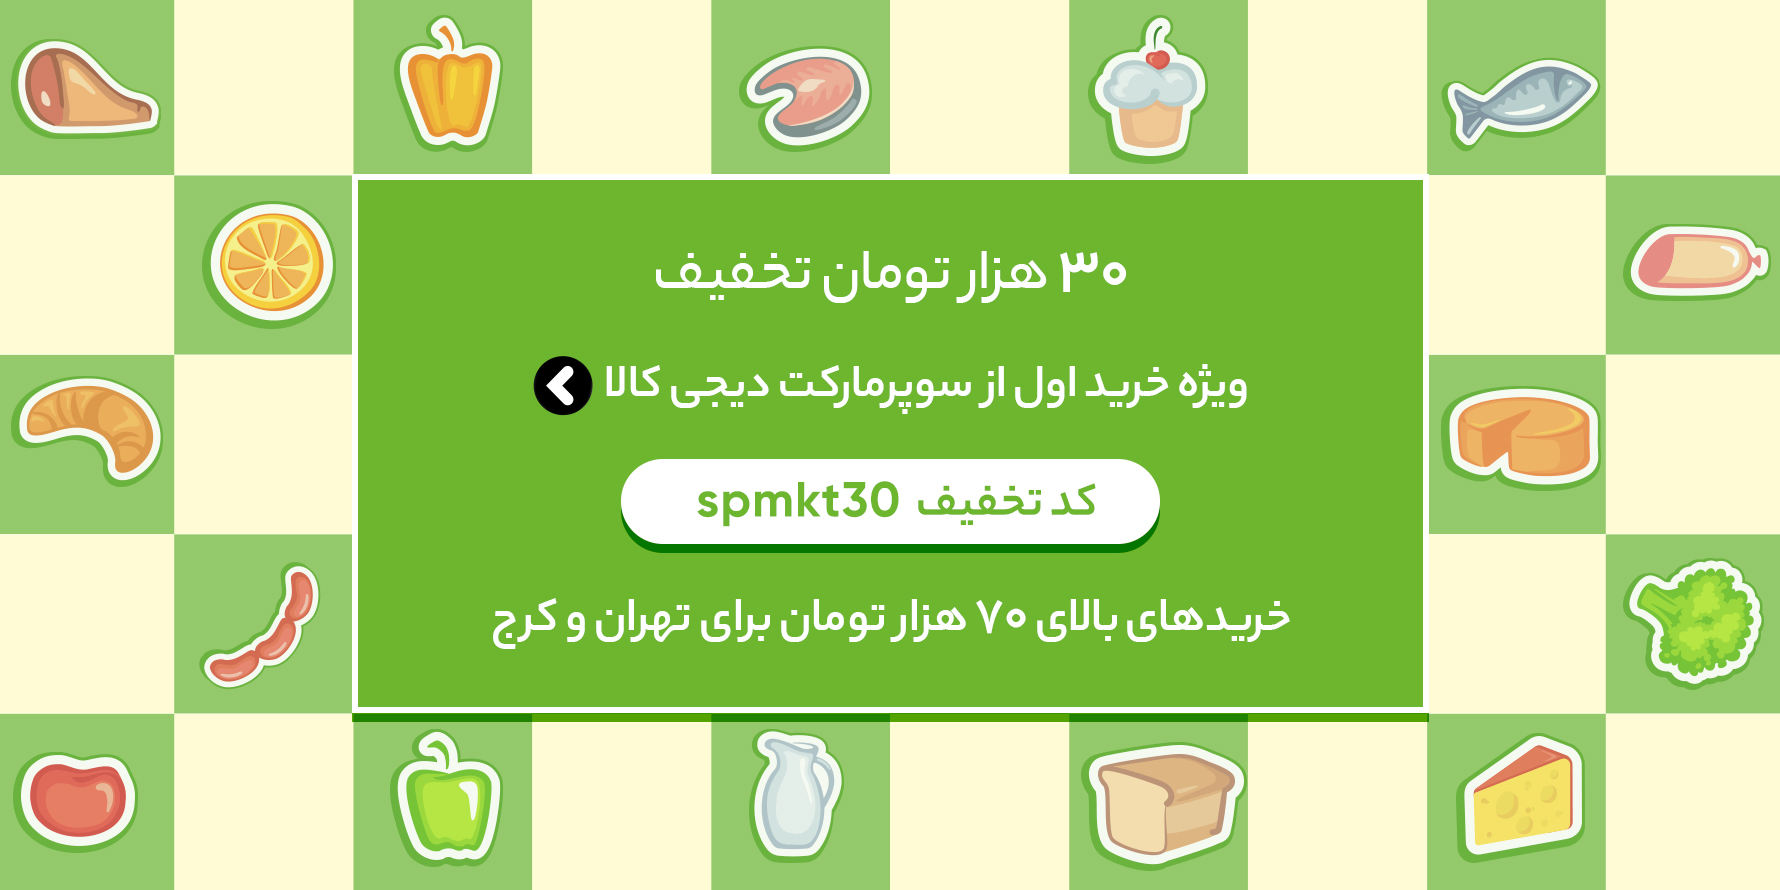 ۳۰ هزار تومان تخفیف
ویژه خرید اول از سوپرمارکت دیجی کالا
کد تخفیف spmkt30
خریدهای بالای ۷۰ هزار تومان برای تهران و کرج